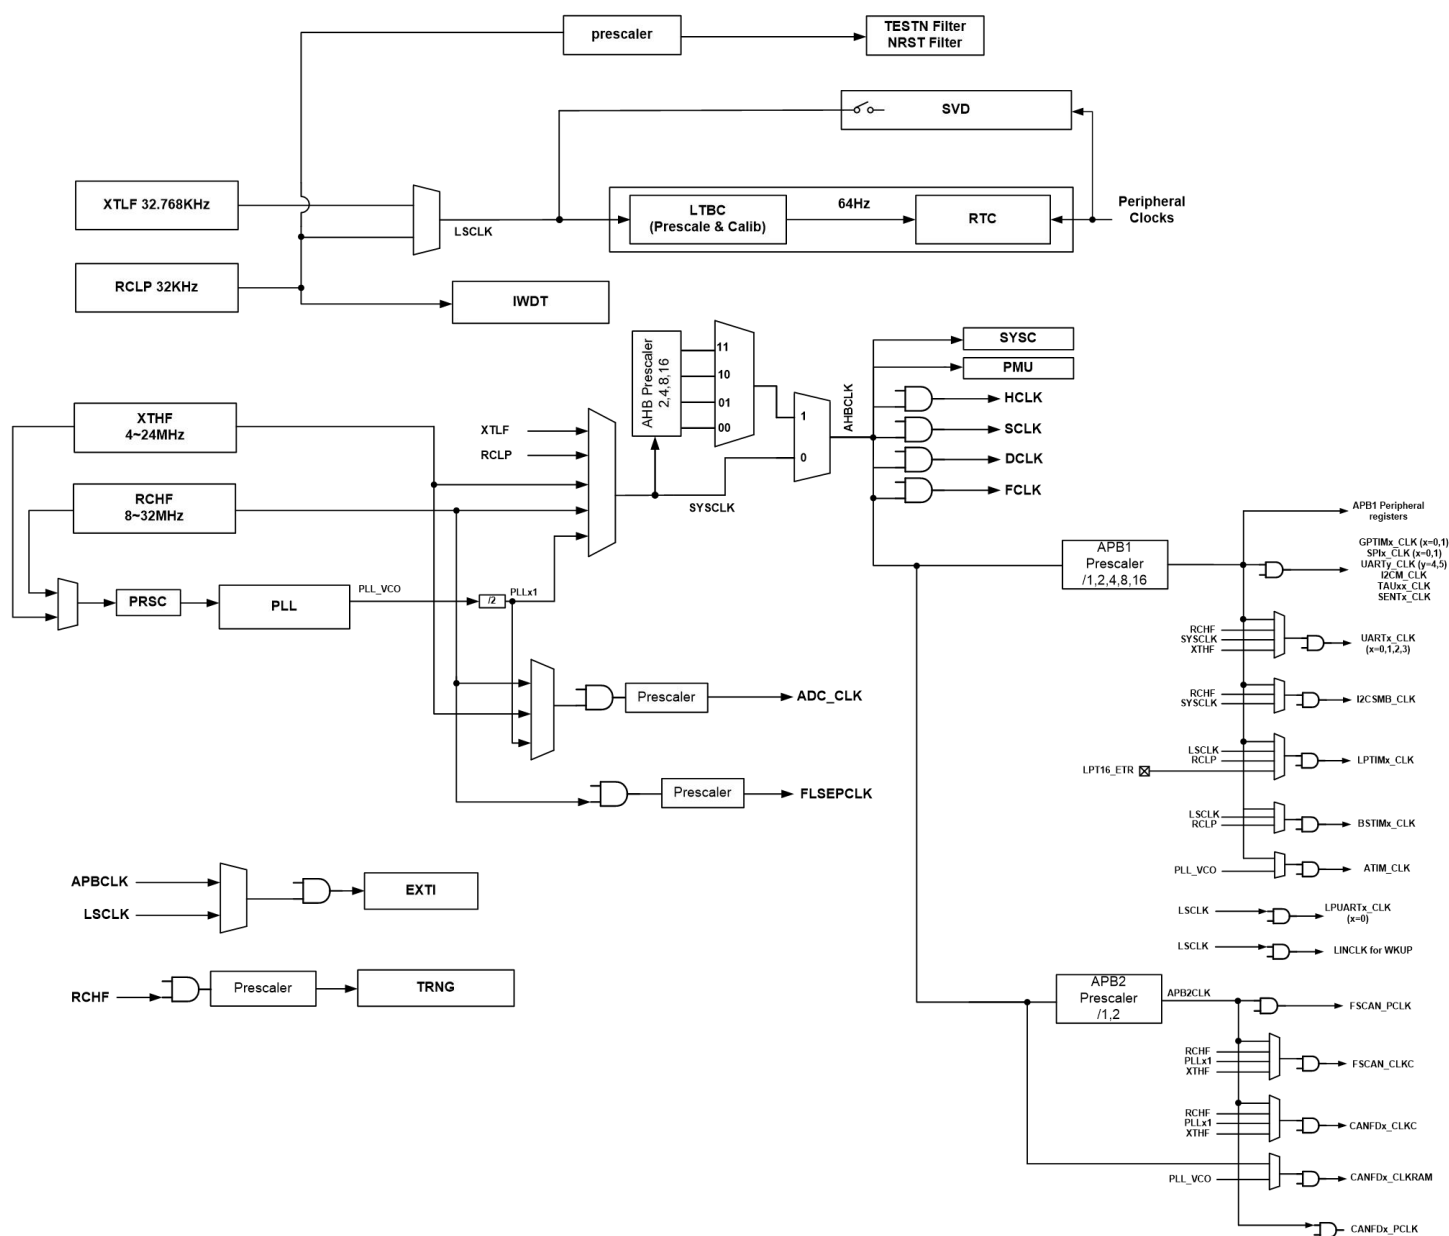 prescaler
TESTN Filter
NRST Filter
SVD
XTLF 32.768KHz
LSCLK
LTBC
(Prescale & Calib)
64Hz
RTC
Peripheral
Clocks
RCLP 32KHz
IWDT
AHB Prescaler
2,4,8,16
11
10
01
00
1
0
AHBCLK
SYSC
PMU
HCLK
SCLK
DCLK
FCLK
XTHF
4~24MHz
XTLF
RCLP
RCHF
8~32MHz
SYSCLK
PRSC
PLL
PLL_VCO
/2
PLLx1
Prescaler
ADC_CLK
Prescaler
FLSEPCLK
APBCLK
LSCLK
EXTI
RCHF
Prescaler
TRNG
APB1
Prescaler
/1,2,4,8,16
APB1 Peripheral
registers
GPTIMx_CLK (x=0,1)
SPIx_CLK (x=0,1)
UARTy_CLK (y=4,5)
I2CM_CLK
TAUxx_CLK
SENTx_CLK
RCHF
SYSCLK
XTHF
UARTx_CLK
(x=0,1,2,3)
RCHF
SYSCLK
I2CSMB_CLK
LSCLK
RCLP
LPT16_ETR
LPTIMx_CLK
LSCLK
RCLP
BSTIMx_CLK
PLL_VCO
ATIM_CLK
LSCLK
LPUARTx_CLK
(x=0)
LSCLK
LINCLK for WKUP
APB2
Prescaler
/1,2
APB2CLK
FSCAN_PCLK
RCHF
PLLx1
XTHF
FSCAN_CLKC
RCHF
PLLx1
XTHF
CANFDx_CLKC
PLL_VCO
CANFDx_CLKRAM
CANFDx_PCLK